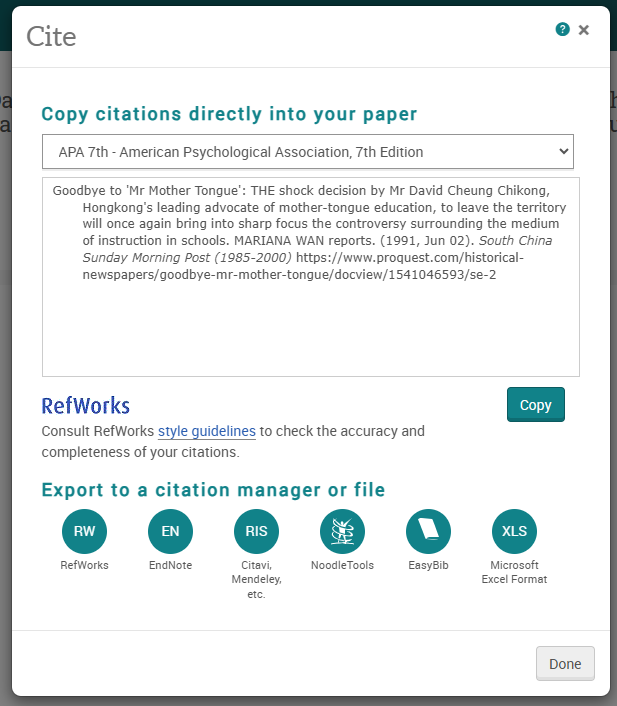 Cite
?
×
Copy citations directly into your paper
APA 7th - American Psychological Association, 7th Edition
Goodbye to 'Mr Mother Tongue': THE shock decision by Mr David Cheung Chikong,
Hongkong's leading advocate of mother-tongue education, to leave the territory
will once again bring into sharp focus the controversy surrounding the medium
of instruction in schools. MARIANA WAN reports. (1991, Jun 02). South China
Sunday Morning Post (1985-2000) https://www.proquest.com/historical-
newspapers/goodbye-mr-mother-tongue/docview/1541046593/se-2
RefWorks
Copy
Consult RefWorks style guidelines to check the accuracy and
completeness of your citations.
Export to a citation manager or file
RW
EN
RIS
XLS
RefWorks
EndNote
Citavi,
Mendeley,
etc.
NoodleTools
EasyBib
Microsoft
Excel Format
Done